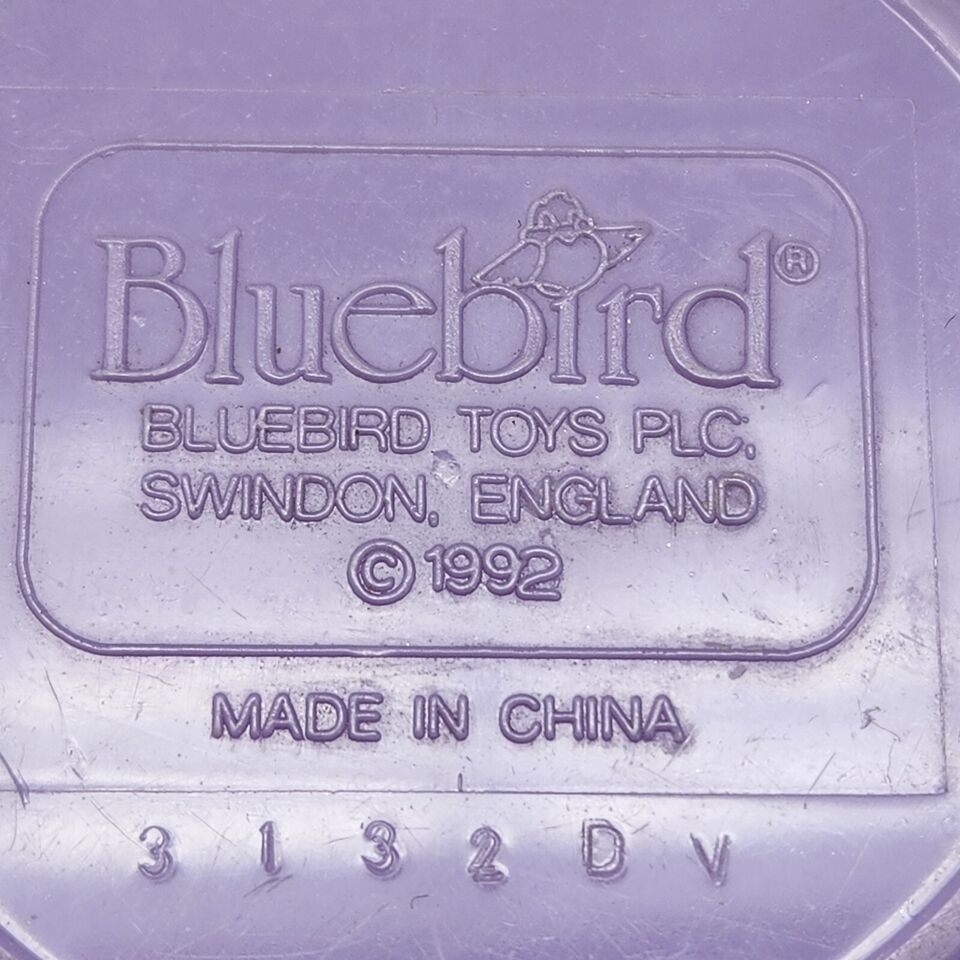 Bluebird®
BLUEBIRD TOYS PLC.
SWINDON, ENGLAND
© 1992
MADE IN CHINA
3 1 3 2 D V